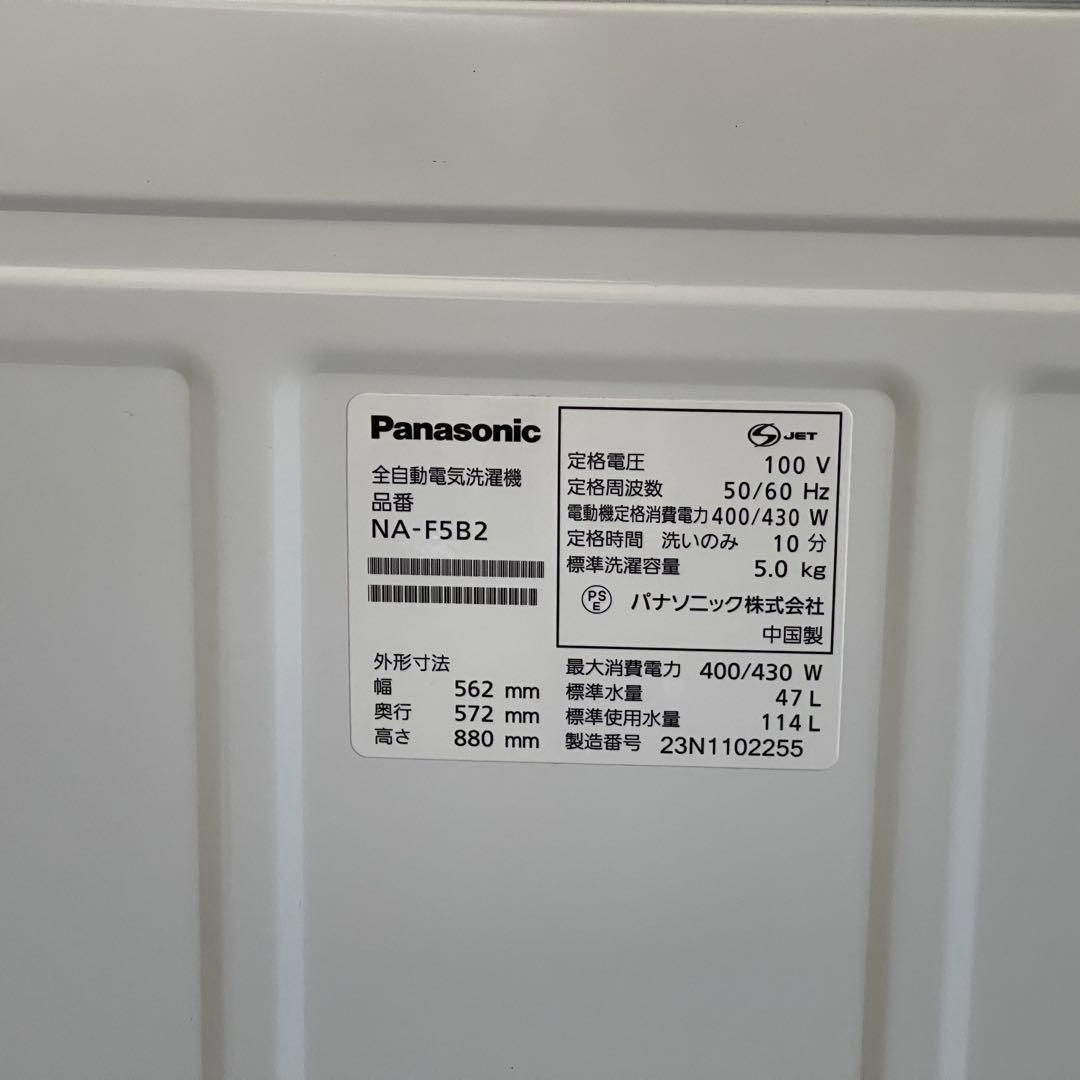 Panasonic
全自動電気洗濯機
品番
NA-F5B2
外形寸法
幅 562 mm
奥行 572 mm
高さ 880 mm
JET
定格電圧 100 V
定格周波数 50/60 Hz
電動機定格消費電力 400/430 W
定格時間 洗いのみ 10 分
標準洗濯容量 5.0 kg
PS
E パナソニック株式会社
中国製
最大消費電力 400/430 W
標準水量 47 L
標準使用水量 114 L
製造番号 23N1102255